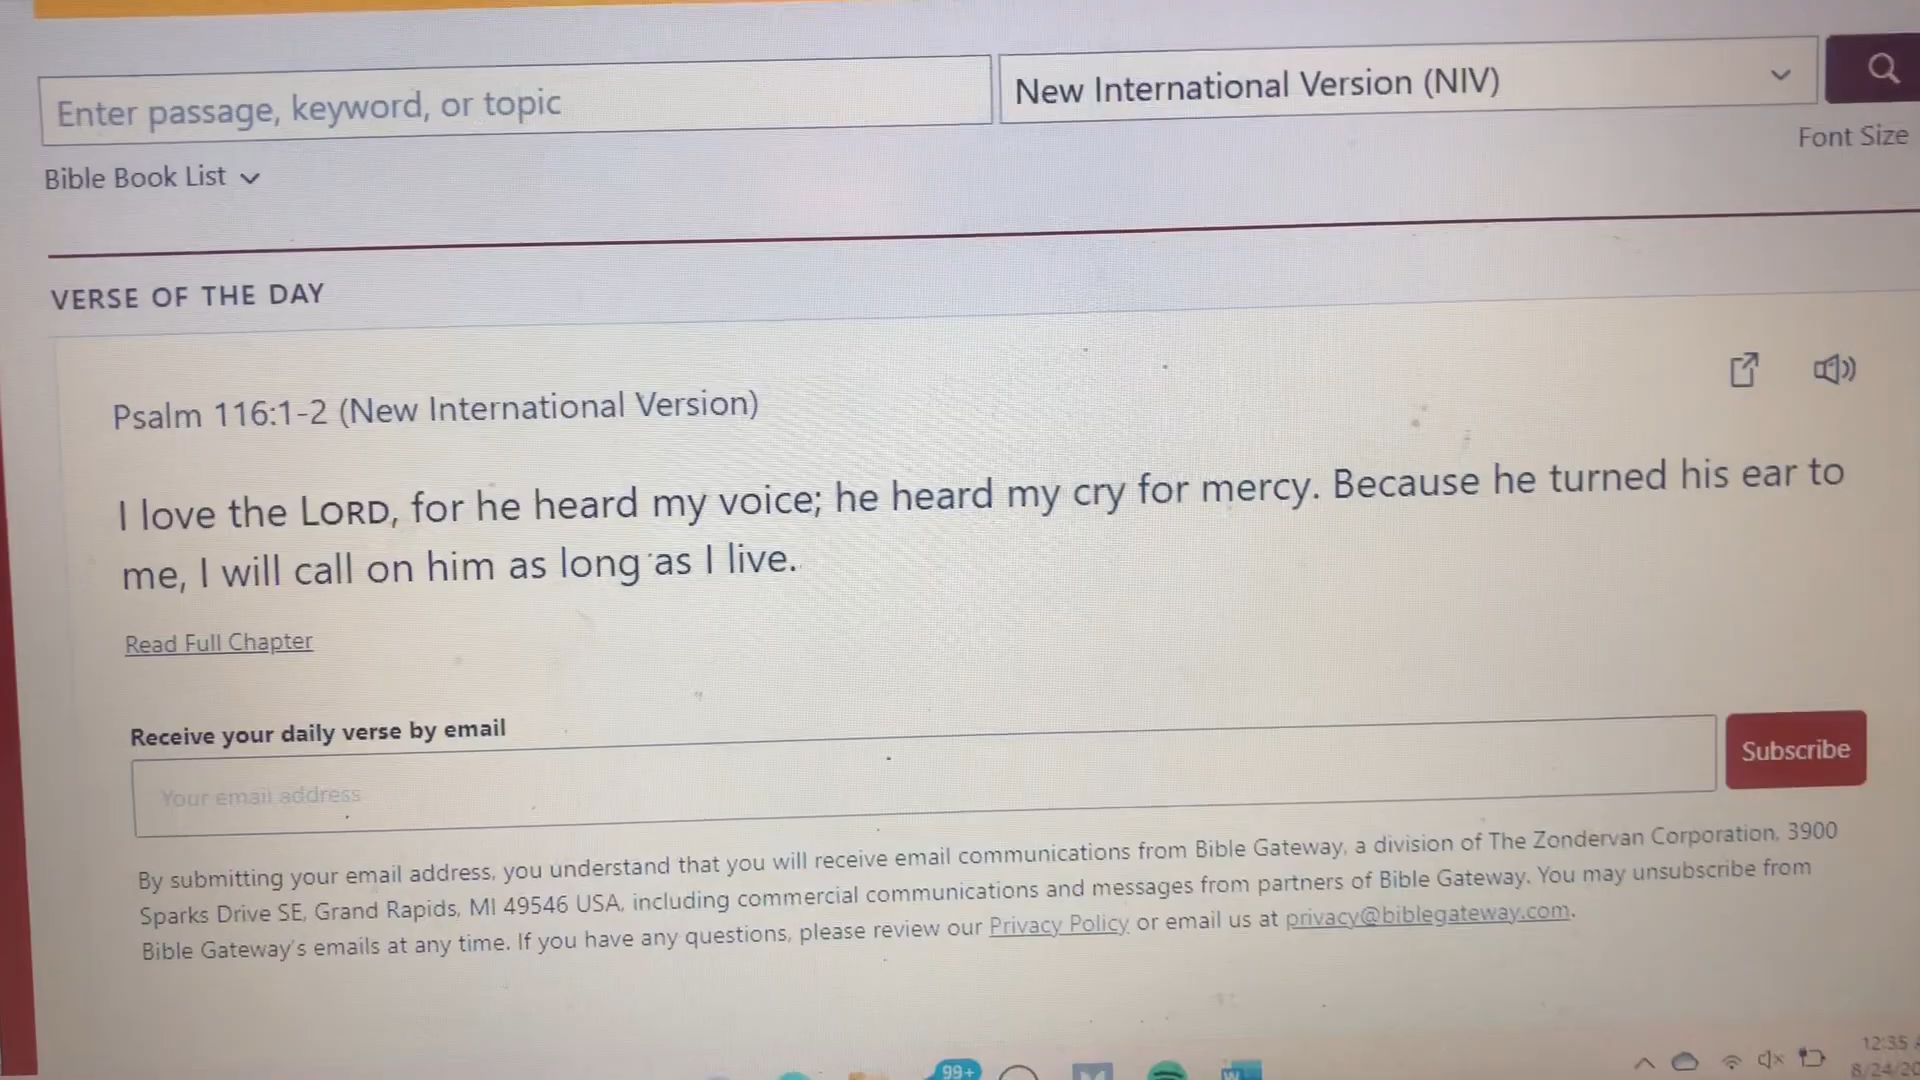 Enter passage, keyword, or topic
New International Version (NIV)
Font Size
Bible Book List
VERSE OF THE DAY
Psalm 116:1-2 (New International Version)
I love the LORD, for he heard my voice; he heard my cry for mercy. Because he turned his ear to
me, I will call on him as long as I live.
Read Full Chapter
Receive your daily verse by email
Your email address
Subscribe
By submitting your email address, you understand that you will receive email communications from Bible Gateway, a division of The Zondervan Corporation, 3900
Sparks Drive SE, Grand Rapids, MI 49546 USA, including commercial communications and messages from partners of Bible Gateway. You may unsubscribe from
Bible Gateway's emails at any time. If you have any questions, please review our Privacy Policy or email us at privacy@biblegateway.com.
99+
12:35